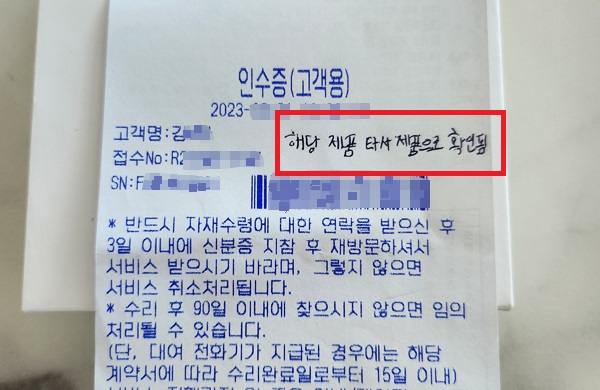 인수증(고객용)
2023-
고객명:김
해당 제품 타사 제품으로 확인됨
접수No:R2
SN:F
* 반드시 자재수령에 대한 연락을 받으신 후
3일 이내에 신분증 지참 후 재방문하셔서
서비스 받으시기 바라며, 그렇지 않으면
서비스 취소처리됩니다.
* 수리 후 90일 이내에 찾으시지 않으면 임의
처리될 수 있습니다.
(단, 대여 전화기가 지급된 경우에는 해당
계약서에 따라 수리완료일로부터 15일 이내)